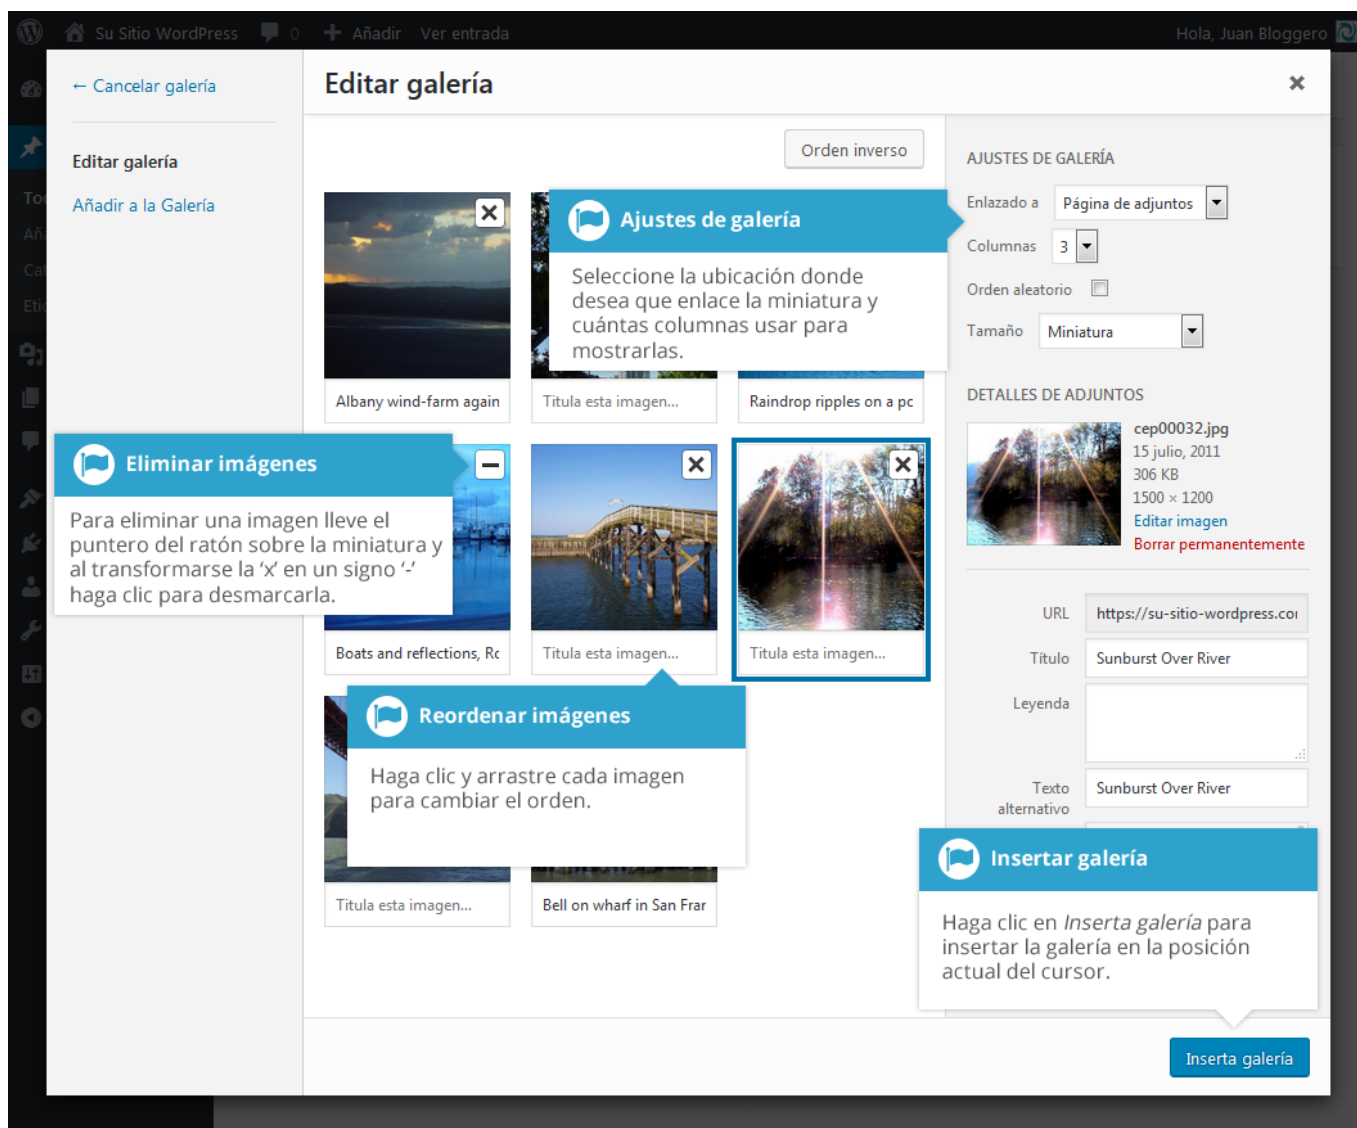 Su Sitio WordPress 0 Añadir Ver entrada Hola, Juan Bloggero
← Cancelar galería
Editar galería
Añadir a la Galería
Editar galería
Orden inverso
Albany wind-farm again
Titula esta imagen...
Raindrop ripples on a pc
Ajustes de galería
Seleccione la ubicación donde
desea que enlace la miniatura y
cuántas columnas usar para
mostrarlas.
Eliminar imágenes
Para eliminar una imagen lleve el
puntero del ratón sobre la miniatura y
al transformarse la ‘x’ en un signo ‘-’
haga clic para desmarcarla.
Boats and reflections, Rc
Titula esta imagen...
Titula esta imagen...
Reordenar imágenes
Haga clic y arrastre cada imagen
para cambiar el orden.
Titula esta imagen...
Bell on wharf in San Frar
AJUSTES DE GALERÍA
Enlazado a Página de adjuntos
Columnas 3
Orden aleatorio
Tamaño Miniatura
DETALLES DE ADJUNTOS
cep00032.jpg
15 julio, 2011
306 KB
1500 × 1200
Editar imagen
Borrar permanentemente
URL https://su-sitio-wordpress.co
Título Sunburst Over River
Leyenda
Texto
alternativo
Sunburst Over River
Insertar galería
Haga clic en Inserta galería para
insertar la galería en la posición
actual del cursor.
Inserta galería